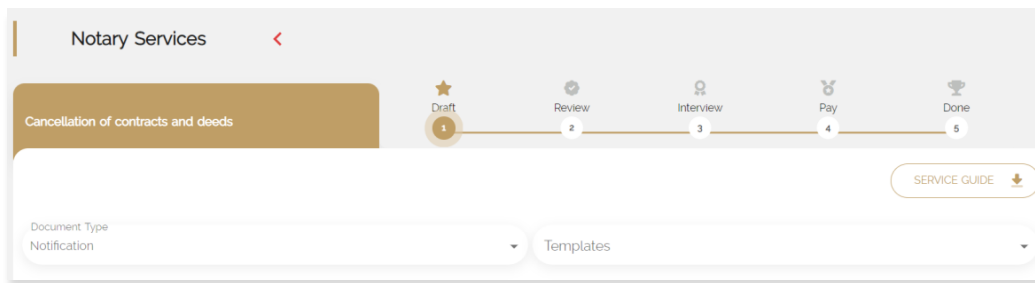 Notary Services
Cancellation of contracts and deeds
Draft
Review
Interview
Pay
Done
1
2
3
4
5
SERVICE GUIDE
Document Type
Notification
Templates